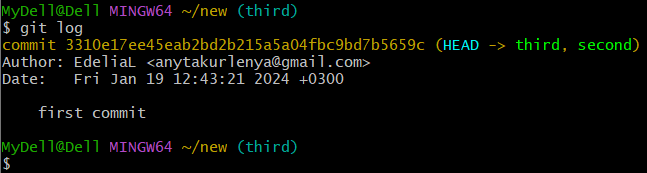 MyDell@Dell MINGW64 ~/new (third)
$ git log
commit 3310e17ee45eab2bd2b215a5a04fbc9bd7b5659c (HEAD -> third, second)
Author: EdeliaL <anytakurlenya@gmail.com>
Date:   Fri Jan 19 12:43:21 2024 +0300
    first commit
MyDell@Dell MINGW64 ~/new (third)
$